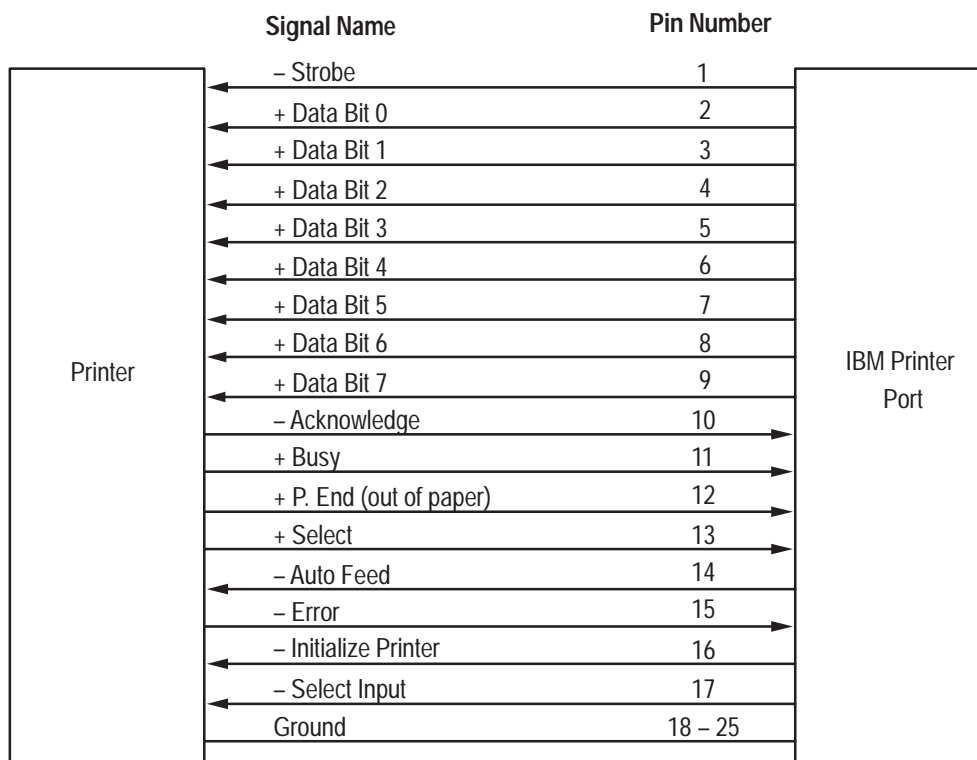 Signal Name Pin Number
– Strobe 1
+ Data Bit 0 2
+ Data Bit 1 3
+ Data Bit 2 4
+ Data Bit 3 5
+ Data Bit 4 6
+ Data Bit 5 7
+ Data Bit 6 8
+ Data Bit 7 9
– Acknowledge 10
+ Busy 11
+ P. End (out of paper) 12
+ Select 13
– Auto Feed 14
– Error 15
– Initialize Printer 16
– Select Input 17
Ground 18 – 25
Printer
IBM Printer
Port